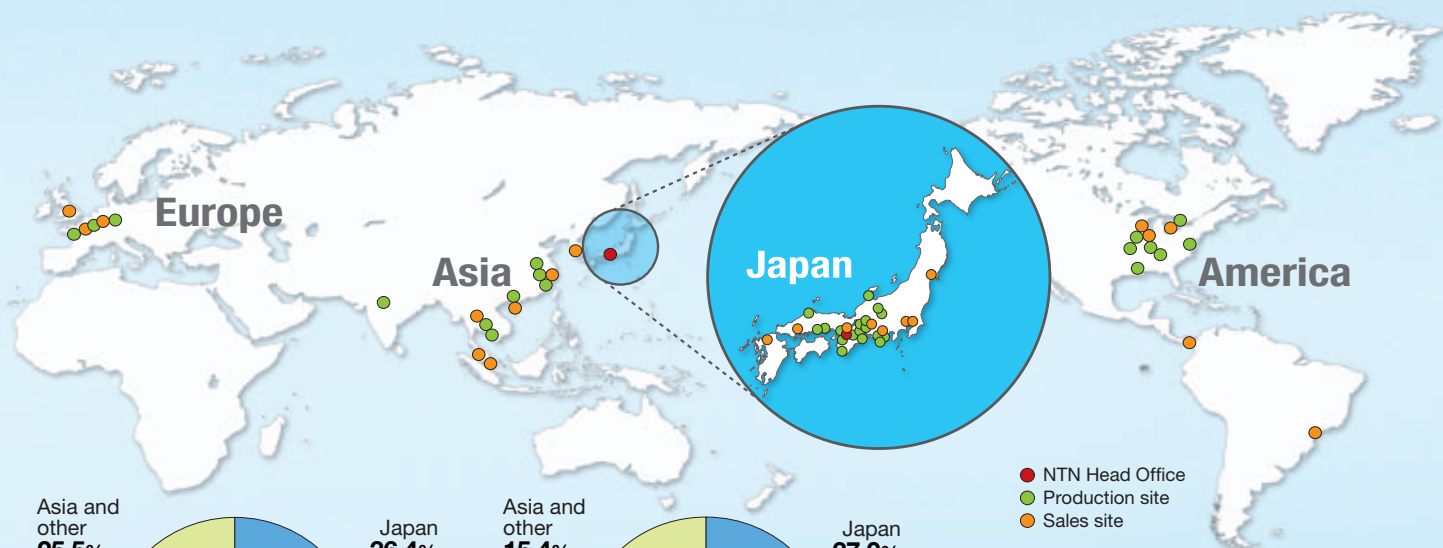 Europe
Asia
Japan
America
NTN Head Office
Production site
Sales site
Asia and
other
Japan
Asia and
other
Japan